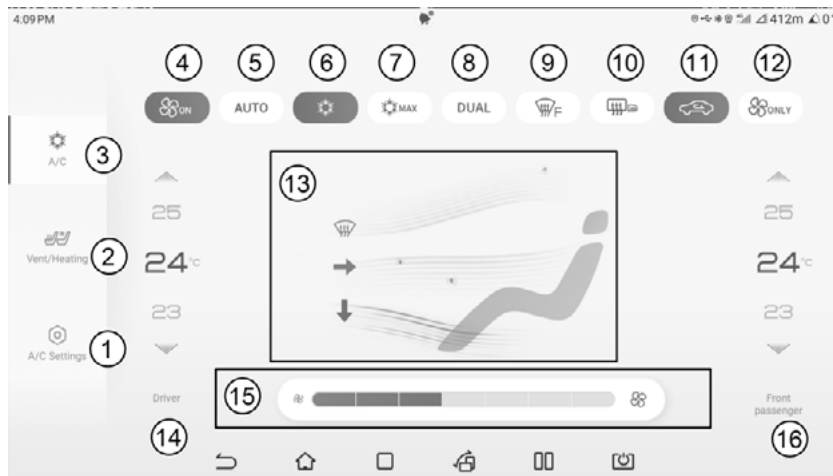 4:09 PM
412m
4 5 6 7 8 9 10 11 12
ON AUTO MAX DUAL F ONLY
3
A/C
13
25 25
2
Vent/Heating
24 °C 24 °C
23 23
1
A/C Settings
15
Driver Front
passenger
14 16